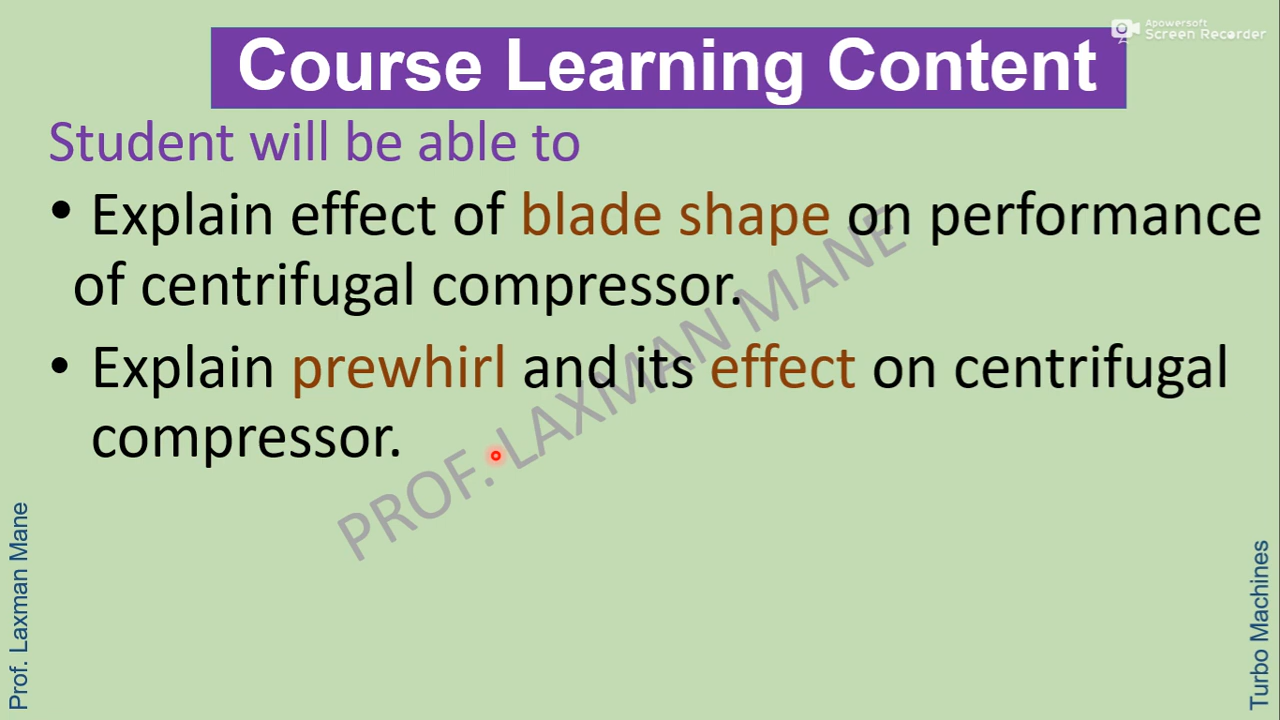 Apowersoft
Screen Recorder
Course Learning Content
Student will be able to
• Explain effect of blade shape on performance
of centrifugal compressor.
• Explain prewhirl and its effect on centrifugal
compressor.
PROF. LAXMAN MANE
Prof. Laxman Mane
Turbo Machines